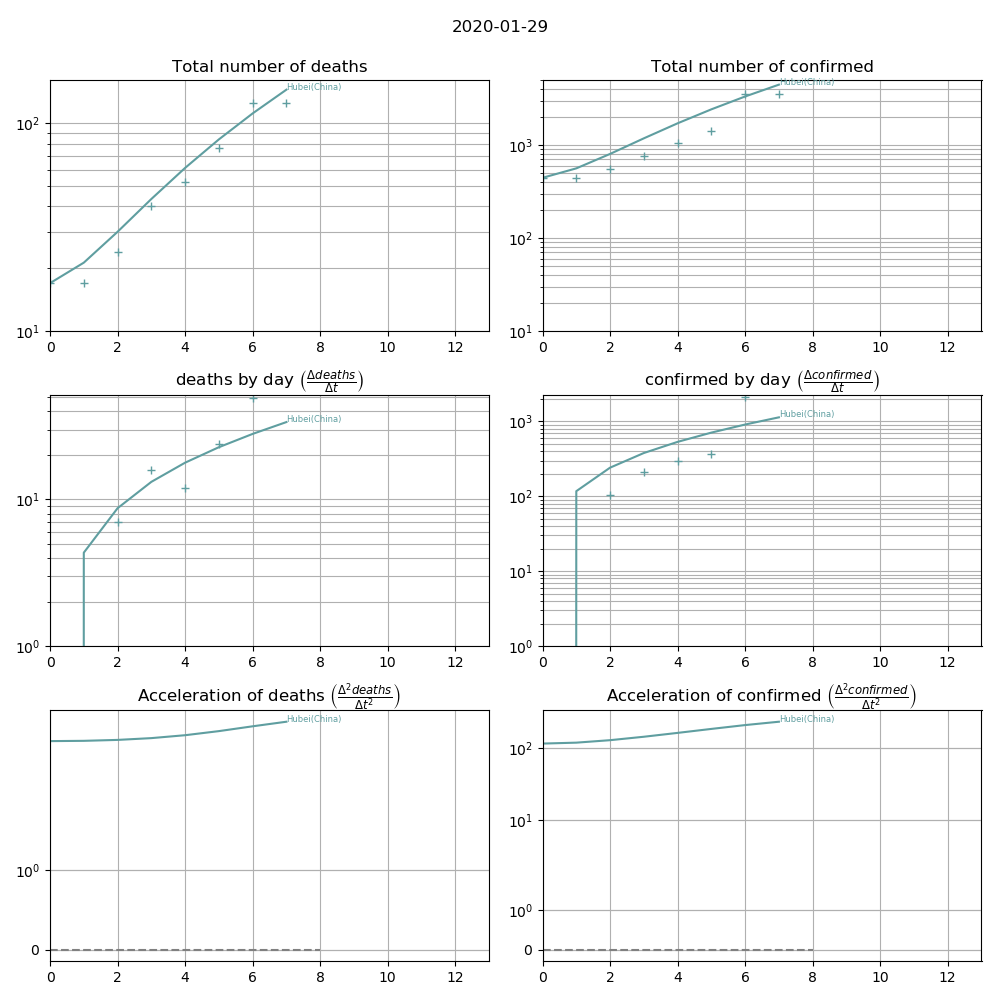 2020-01-29
Total number of deaths
Total number of confirmed
Hubei(China)
Hubei(China)
10²
10¹
0 2 4 6 8 10 12
10³
10²
10¹
0 2 4 6 8 10 12
deaths by day (Δdeaths/Δt)
confirmed by day (Δconfirmed/Δt)
Hubei(China)
Hubei(China)
10¹
10⁰
0 2 4 6 8 10 12
10³
10²
10¹
10⁰
0 2 4 6 8 10 12
Acceleration of deaths (Δ²deaths/Δt²)
Acceleration of confirmed (Δ²confirmed/Δt²)
Hubei(China)
Hubei(China)
10⁰
0
0 2 4 6 8 10 12
10²
10¹
10⁰
0
0 2 4 6 8 10 12